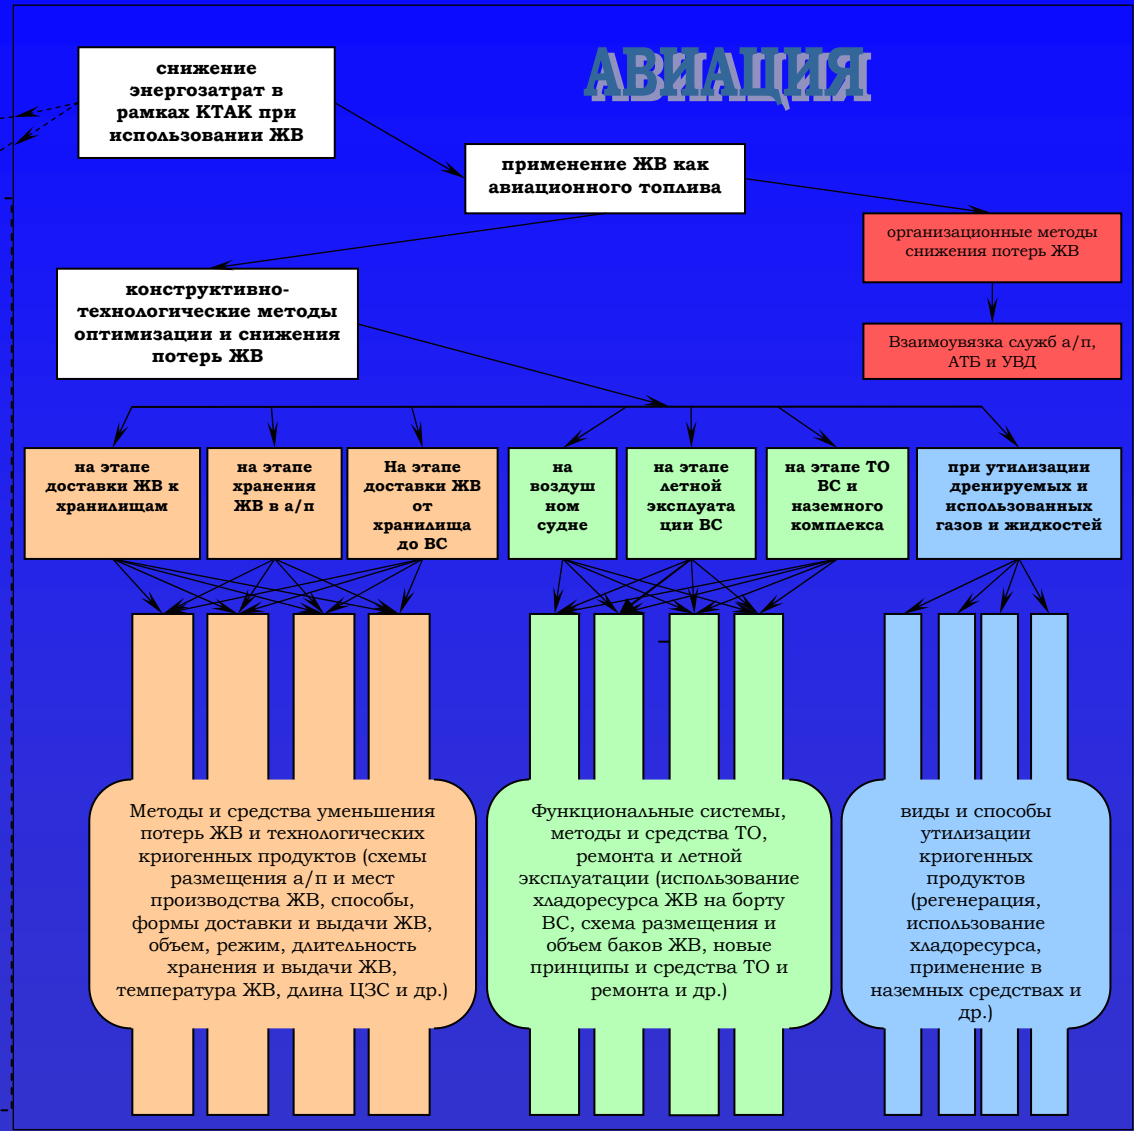 АВИАЦИЯ
снижение
энергозатрат в
рамках КТАК при
использовании ЖВ
применение ЖВ как
авиационного топлива
организационные методы
снижения потерь ЖВ
конструктивно-
технологические методы
оптимизации и снижения
потерь ЖВ
Взаимоувязка служб а/п,
АТБ и УВД
на этапе
доставки ЖВ к
хранилищам
на этапе
хранения
ЖВ в а/п
На этапе
доставки ЖВ
от
хранилища
до ВС
на
воздуш
ном
судне
на этапе
летной
эксплуата
ции ВС
на этапе ТО
ВС и
наземного
комплекса
при утилизации
дренируемых и
использованных
газов и жидкостей
Методы и средства уменьшения
потерь ЖВ и технологических
криогенных продуктов (схемы
размещения а/п и мест
производства ЖВ, способы,
формы доставки и выдачи ЖВ,
объем, режим, длительность
хранения и выдачи ЖВ,
температура ЖВ, длина ЦЗС и др.)
Функциональные системы,
методы и средства ТО,
ремонта и летной
эксплуатации (использование
хладоресурса ЖВ на борту
ВС, схема размещения и
объем баков ЖВ, новые
принципы и средства ТО и
ремонта и др.)
виды и способы
утилизации
криогенных
продуктов
(регенерация,
использование
хладоресурса,
применение в
наземных средствах и
др.)